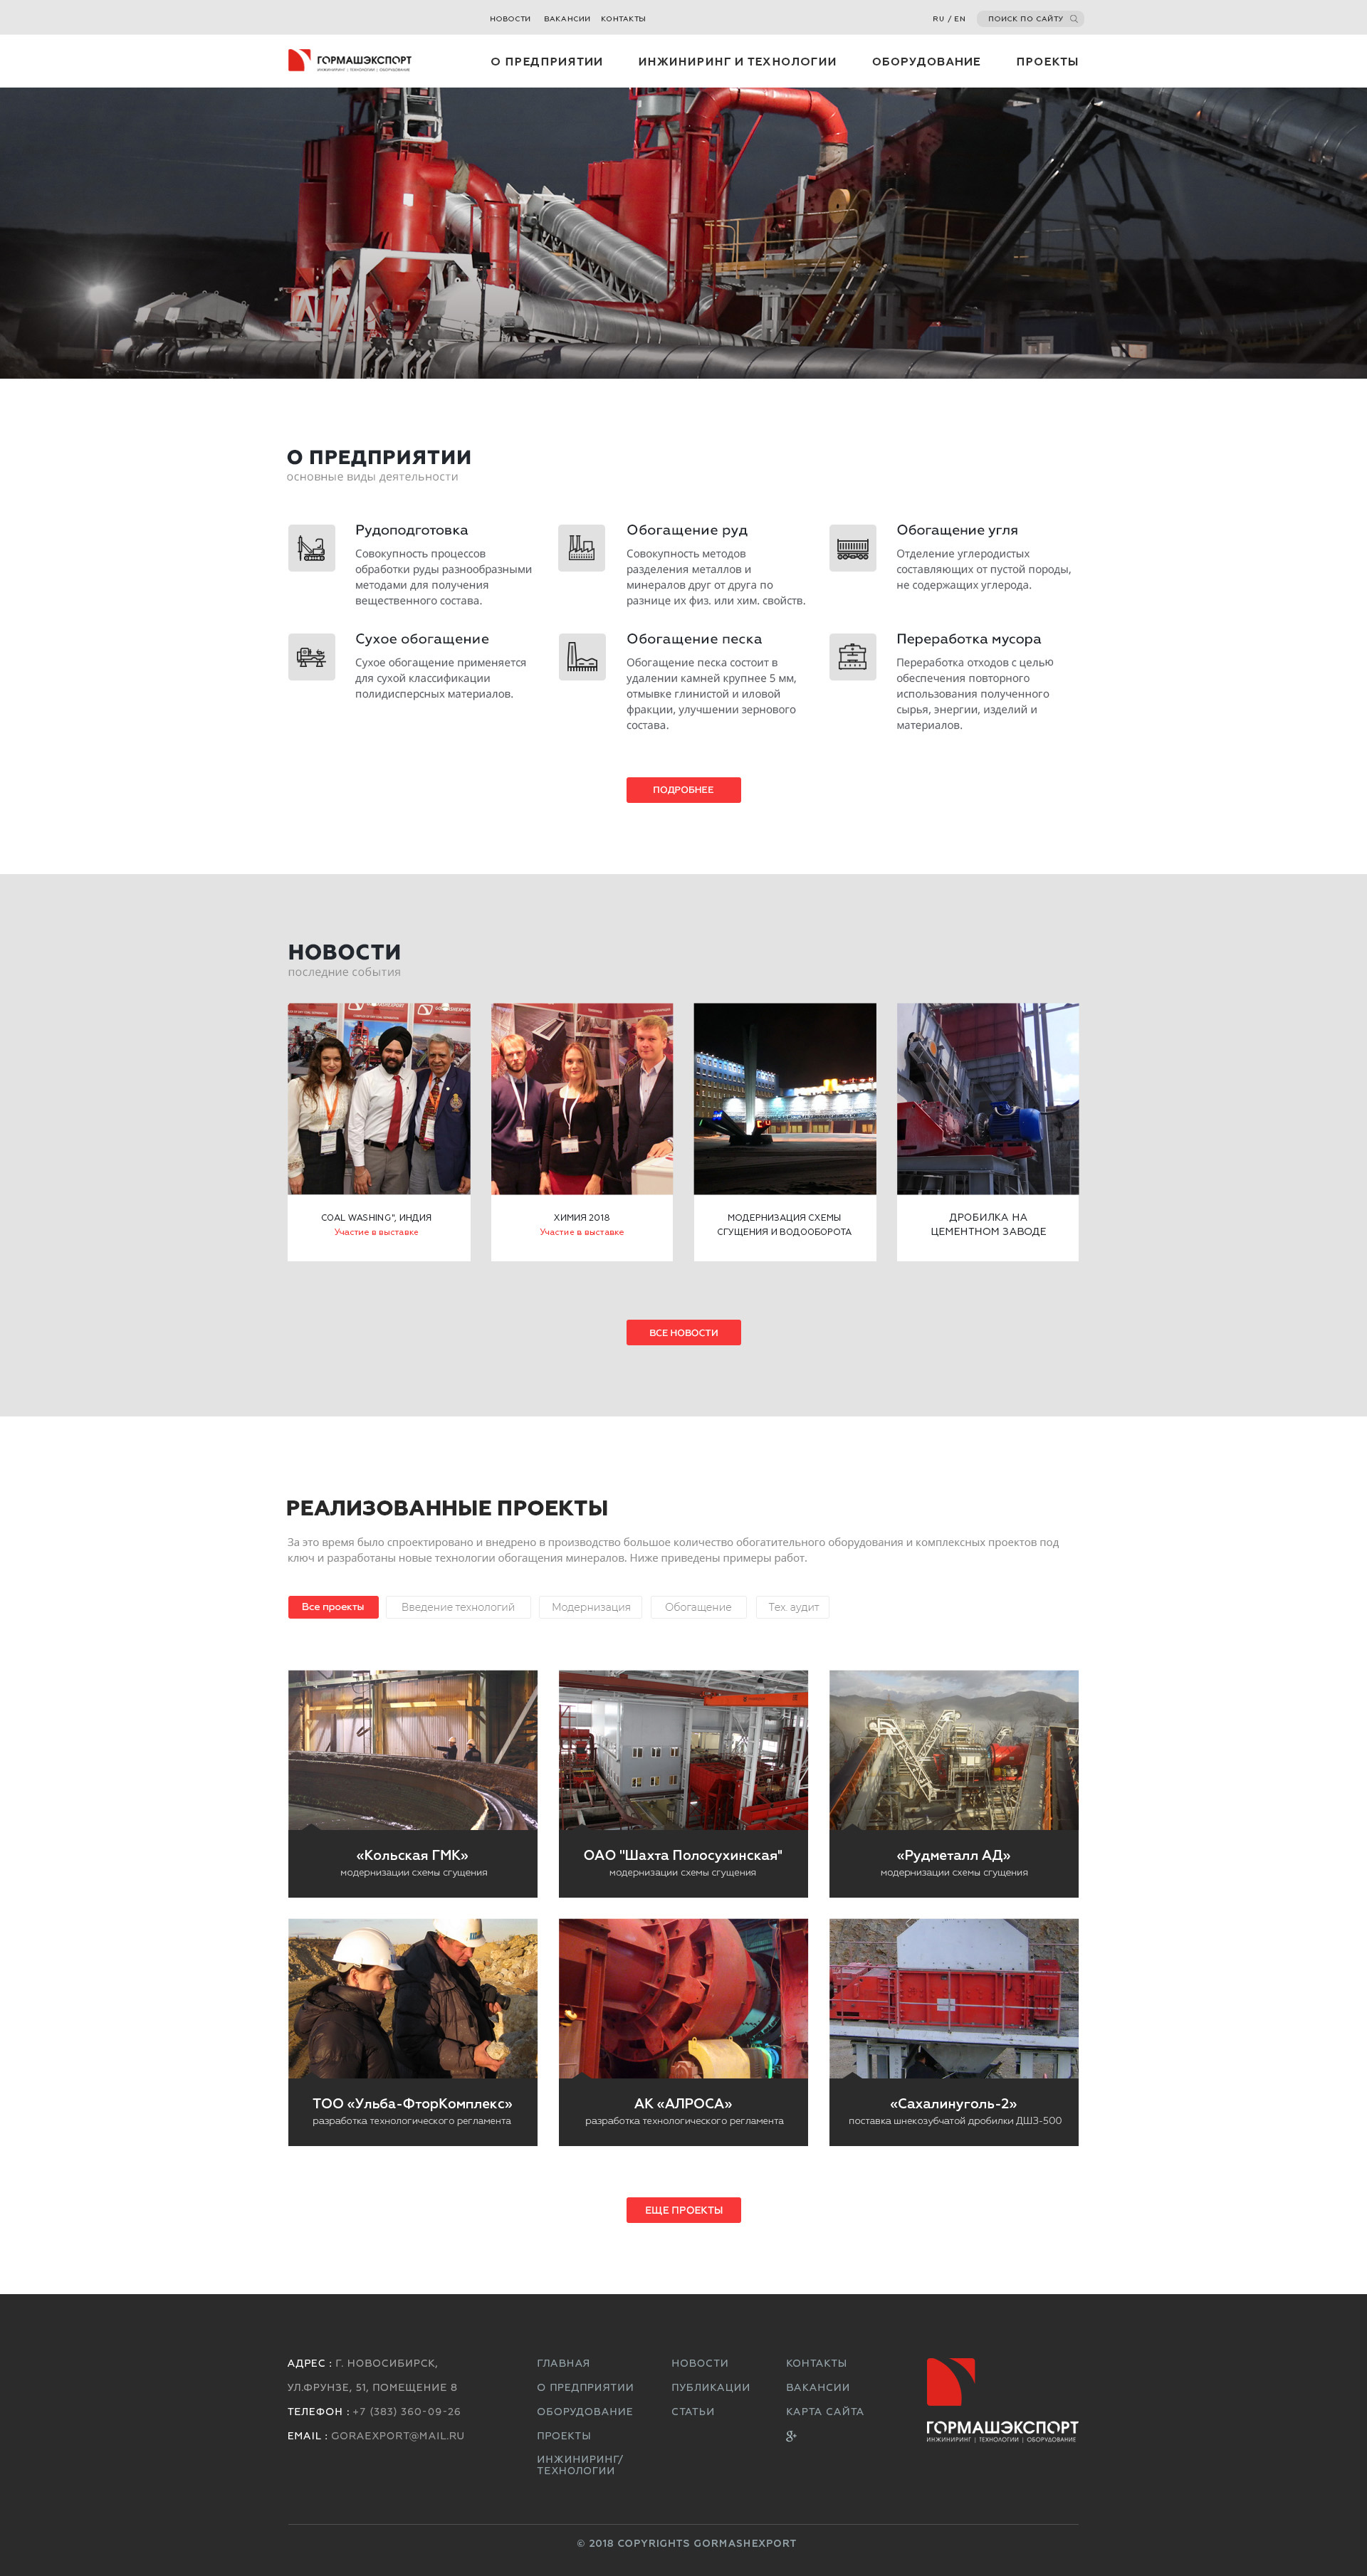 НОВОСТИ ВАКАНСИИ КОНТАКТЫ RU / EN ПОИСК ПО САЙТУ
ГОРМАШЭКСПОРТ
ИНЖИНИРИНГ | ТЕХНОЛОГИИ | ОБОРУДОВАНИЕ
О ПРЕДПРИЯТИИ ИНЖИНИРИНГ И ТЕХНОЛОГИИ ОБОРУДОВАНИЕ ПРОЕКТЫ
О ПРЕДПРИЯТИИ
основные виды деятельности
Рудоподготовка
Совокупность процессов
обработки руды разнообразными
методами для получения
вещественного состава.
Обогащение руд
Совокупность методов
разделения металлов и
минералов друг от друга по
разнице их физ. или хим. свойств.
Обогащение угля
Отделение углеродистых
составляющих от пустой породы,
не содержащих углерода.
Сухое обогащение
Сухое обогащение применяется
для сухой классификации
полидисперсных материалов.
Обогащение песка
Обогащение песка состоит в
удалении камней крупнее 5 мм,
отмывке глинистой и иловой
фракции, улучшении зернового
состава.
Переработка мусора
Переработка отходов с целью
обеспечения повторного
использования полученного
сырья, энергии, изделий и
материалов.
ПОДРОБНЕЕ
НОВОСТИ
последние события
COAL WASHING", ИНДИЯ
Участие в выставке
ХИМИЯ 2018
Участие в выставке
МОДЕРНИЗАЦИЯ СХЕМЫ
СГУЩЕНИЯ И ВОДООБОРОТА
ДРОБИЛКА НА
ЦЕМЕНТНОМ ЗАВОДЕ
ВСЕ НОВОСТИ
РЕАЛИЗОВАННЫЕ ПРОЕКТЫ
За это время было спроектировано и внедрено в производство большое количество обогатительного оборудования и комплексных проектов под
ключ и разработаны новые технологии обогащения минералов. Ниже приведены примеры работ.
Все проекты Введение технологий Модернизация Обогащение Тех. аудит
«Кольская ГМК»
модернизации схемы сгущения
ОАО "Шахта Полосухинская"
модернизации схемы сгущения
«Рудметалл АД»
модернизации схемы сгущения
ТОО «Ульба-ФторКомплекс»
разработка технологического регламента
АК «АЛРОСА»
разработка технологического регламента
«Сахалинуголь-2»
поставка шнекозубчатой дробилки ДШЗ-500
ЕЩЕ ПРОЕКТЫ
АДРЕС : Г. НОВОСИБИРСК,
УЛ.ФРУНЗЕ, 51, ПОМЕЩЕНИЕ 8
ТЕЛЕФОН : +7 (383) 360-09-26
EMAIL : GORAEXPORT@MAIL.RU
ГЛАВНАЯ
О ПРЕДПРИЯТИИ
ОБОРУДОВАНИЕ
ПРОЕКТЫ
ИНЖИНИРИНГ/
ТЕХНОЛОГИИ
НОВОСТИ
ПУБЛИКАЦИИ
СТАТЬИ
КОНТАКТЫ
ВАКАНСИИ
КАРТА САЙТА
g+
ГОРМАШЭКСПОРТ
ИНЖИНИРИНГ | ТЕХНОЛОГИИ | ОБОРУДОВАНИЕ
© 2018 COPYRIGHTS GORMASHEXPORT